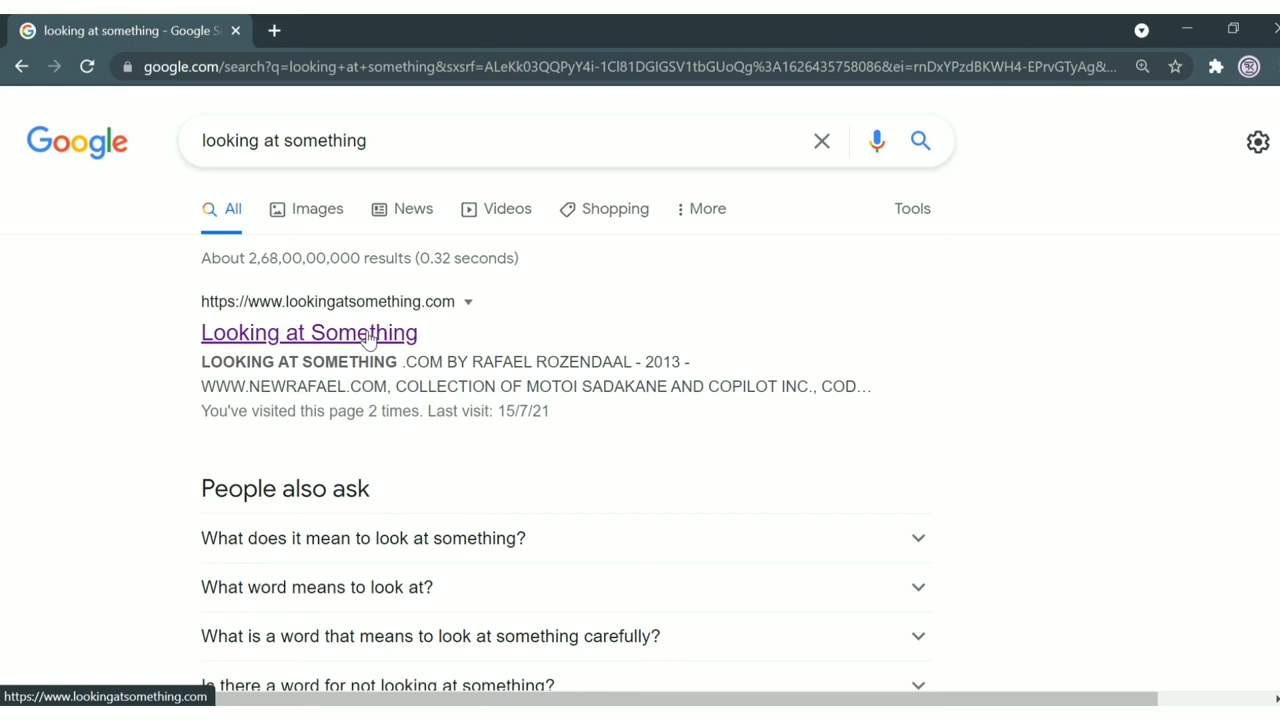 looking at something - Google S
google.com/search?q=looking+at+something&sxsrf=ALeKk03QQPyY4i-1Cl81DGIGSV1tbGUoQg%3A1626435758086&ei=rnDxYPzdBKWH4-EPrvGTyAg&...
Google
looking at something
All Images News Videos Shopping More Tools
About 2,68,00,00,000 results (0.32 seconds)
https://www.lookingatsomething.com
Looking at Something
LOOKING AT SOMETHING .COM BY RAFAEL ROZENDAAL - 2013 -
WWW.NEWRAFAEL.COM, COLLECTION OF MOTOI SADAKANE AND COPILOT INC., COD...
You've visited this page 2 times. Last visit: 15/7/21
People also ask
What does it mean to look at something?
What word means to look at?
What is a word that means to look at something carefully?
Is there a word for not looking at something?
https://www.lookingatsomething.com